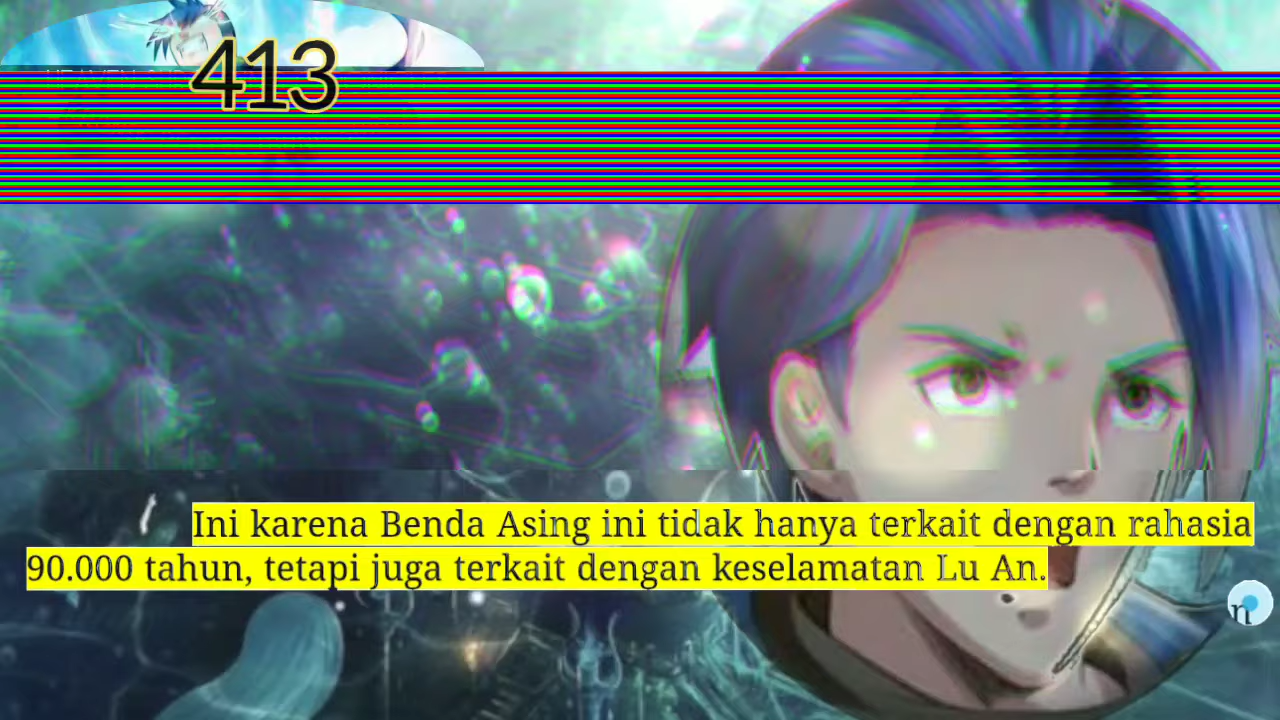 413
Ini karena Benda Asing ini tidak hanya terkait dengan rahasia
90.000 tahun, tetapi juga terkait dengan keselamatan Lu An.
n